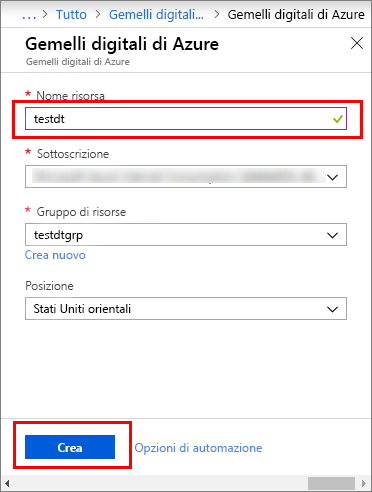 ... > Tutto > Gemelli digitali... > Gemelli digitali di Azure
Gemelli digitali di Azure
Gemelli digitali di Azure
* Nome risorsa
testdt
* Sottoscrizione
* Gruppo di risorse
testdtgrp
Crea nuovo
Posizione
Stati Uniti orientali
Crea Opzioni di automazione